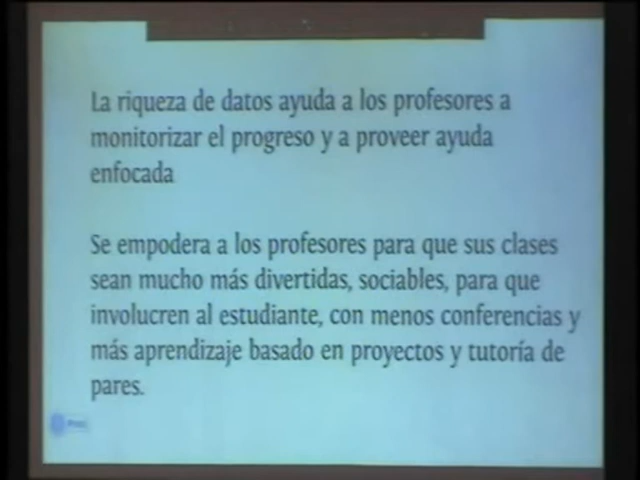 La riqueza de datos ayuda a los profesores a
monitorizar el progreso y a proveer ayuda
enfocada
Se empodera a los profesores para que sus clases
sean mucho más divertidas, sociables, para que
involucren al estudiante, con menos conferencias y
más aprendizaje basado en proyectos y tutoría de
pares.